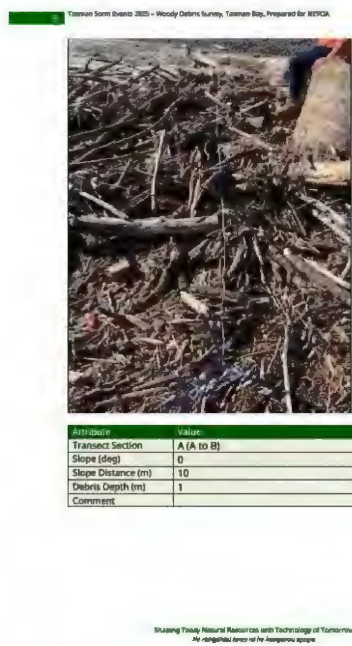 Tasman Storm Events 2025 – Woody Debris Survey, Tasman Bay, Prepared for
Attribute Value
Transect Section A (A to B)
Slope (deg) 0
Slope Distance (m) 10
Debris Depth (m) 1
Comment
Shaping Today Natural Resources with Technology of Tomorrow